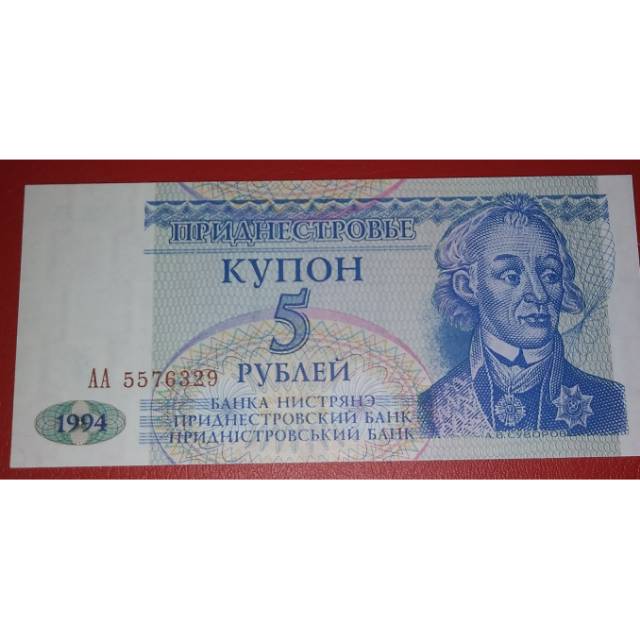 ПРИДНЕСТРОВЬЕ
КУПОН
5
РУБЛЕЙ
АА 5576329
БАНКА НИСТРЯНЭ
1994
ПРИДНЕСТРОВСКИЙ БАНК
ПРИДНІСТРОВСЬКИЙ БАНК
А.В.СУВОРОВ